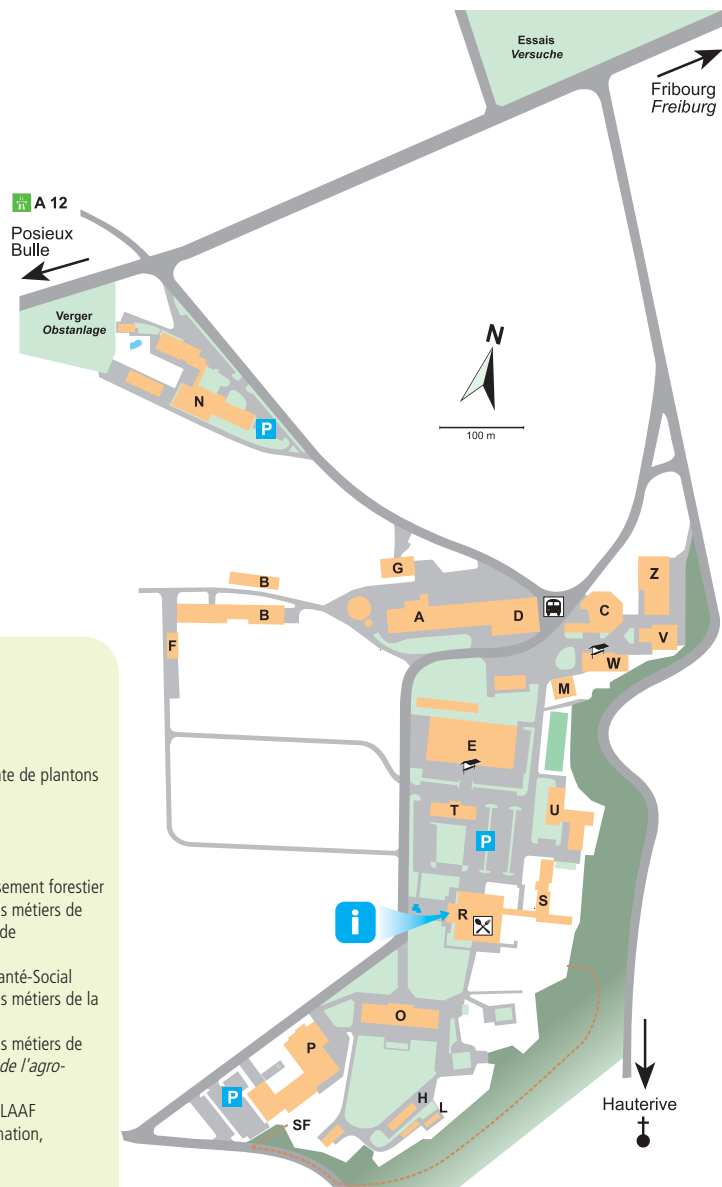 Essais
Versuche
Fribourg
Freiburg
A 12
Posieux
Bulle
Verger
Obstanlage
N
N
P
100 m
G
B
B
Z
A
D
C
F
V
W
M
E
T
U
P
S
i
R
O
P
P
H
L
SF
Hauterive
te de plantons
sement forestier
s métiers de
de
anté-Social
s métiers de la
s métiers de
de l'agro-
LAAF
nation,